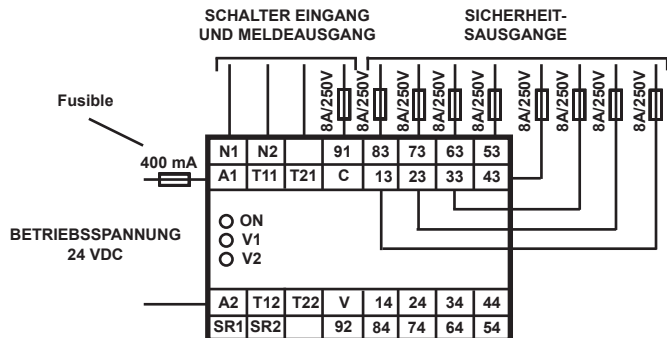 SCHALTER EINGANG
UND MELDEAUSGANG
SICHERHEIT-
SAUSGANGE
8A/250V
8A/250V
8A/250V
8A/250V
8A/250V
8A/250V
8A/250V
8A/250V
8A/250V
Fusible
400 mA
N1 N2 91 83 73 63 53
A1 T11 T21 C 13 23 33 43
ON
V1
V2
BETRIEBSSPANNUNG
24 VDC
A2 T12 T22 V 14 24 34 44
SR1 SR2 92 84 74 64 54